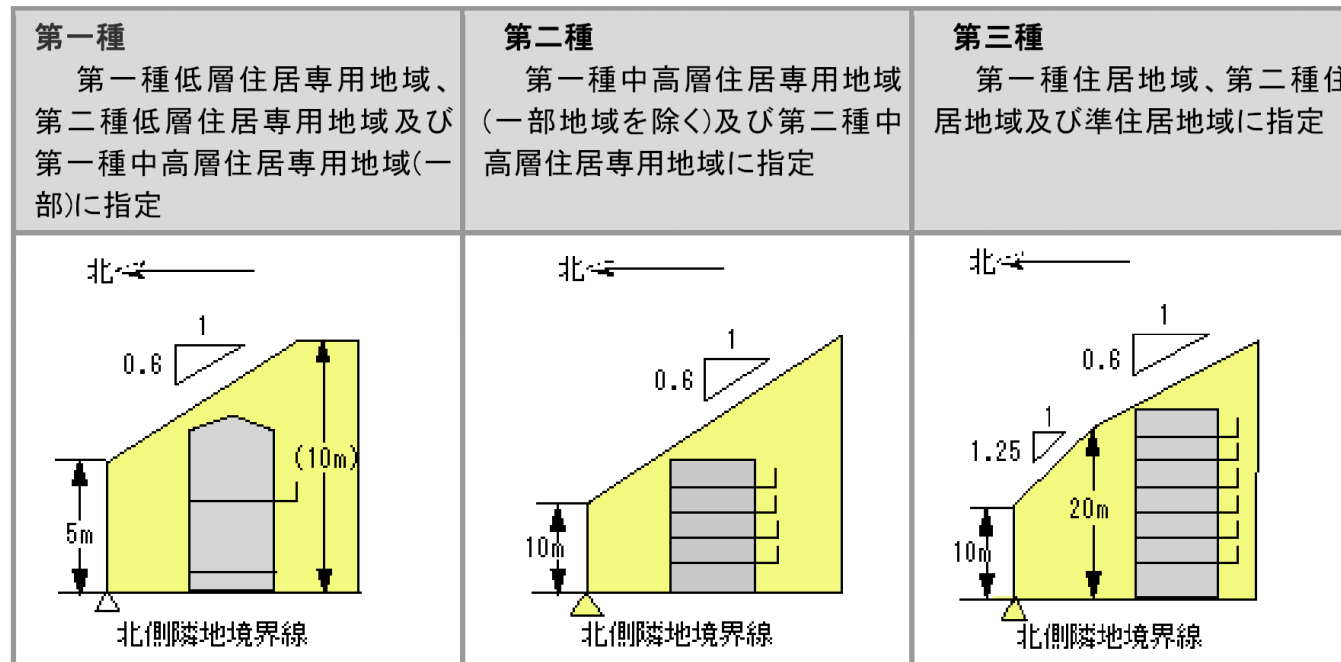 第一種
第一種低層住居専用地域、
第二種低層住居専用地域及び
第一種中高層住居専用地域(一
部)に指定
第二種
第一種中高層住居専用地域
(一部地域を除く)及び第二種中
高層住居専用地域に指定
第三種
第一種住居地域、第二種住
居地域及び準住居地域に指定
北
1
0.6
(10m)
5m
北側隣地境界線
北
1
0.6
10m
北側隣地境界線
北
1
0.6
1
1.25
20m
10m
北側隣地境界線